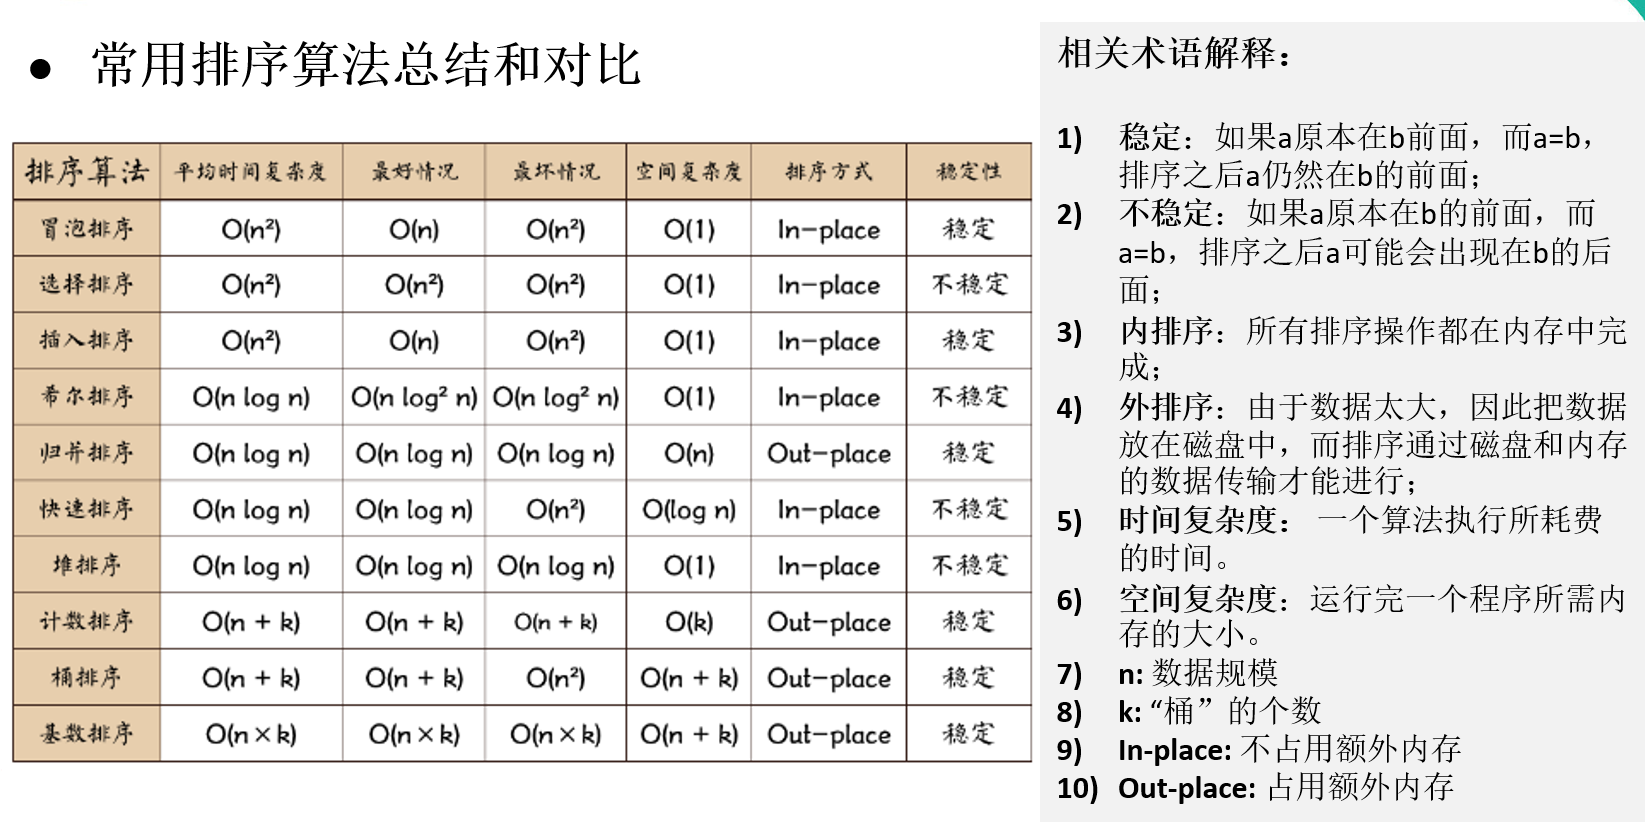 ● 常用排序算法总结和对比
排序算法 平均时间复杂度 最好情况 最坏情况 空间复杂度 排序方式 稳定性
冒泡排序 O(n²) O(n) O(n²) O(1) In-place 稳定
选择排序 O(n²) O(n²) O(n²) O(1) In-place 不稳定
插入排序 O(n²) O(n) O(n²) O(1) In-place 稳定
希尔排序 O(n log n) O(n log² n) O(n log² n) O(1) In-place 不稳定
归并排序 O(n log n) O(n log n) O(n log n) O(n) Out-place 稳定
快速排序 O(n log n) O(n log n) O(n²) O(log n) In-place 不稳定
堆排序 O(n log n) O(n log n) O(n log n) O(1) In-place 不稳定
计数排序 O(n + k) O(n + k) O(n + k) O(k) Out-place 稳定
桶排序 O(n + k) O(n + k) O(n²) O(n + k) Out-place 稳定
基数排序 O(n×k) O(n×k) O(n×k) O(n + k) Out-place 稳定
相关术语解释：
1) 稳定：如果a原本在b前面，而a=b，
排序之后a仍然在b的前面；
2) 不稳定：如果a原本在b的前面，而
a=b，排序之后a可能会出现在b的后
面；
3) 内排序：所有排序操作都在内存中完
成；
4) 外排序：由于数据太大，因此把数据
放在磁盘中，而排序通过磁盘和内存
的数据传输才能进行；
5) 时间复杂度： 一个算法执行所耗费
的时间。
6) 空间复杂度：运行完一个程序所需内
存的大小。
7) n: 数据规模
8) k: “桶”的个数
9) In-place: 不占用额外内存
10) Out-place: 占用额外内存